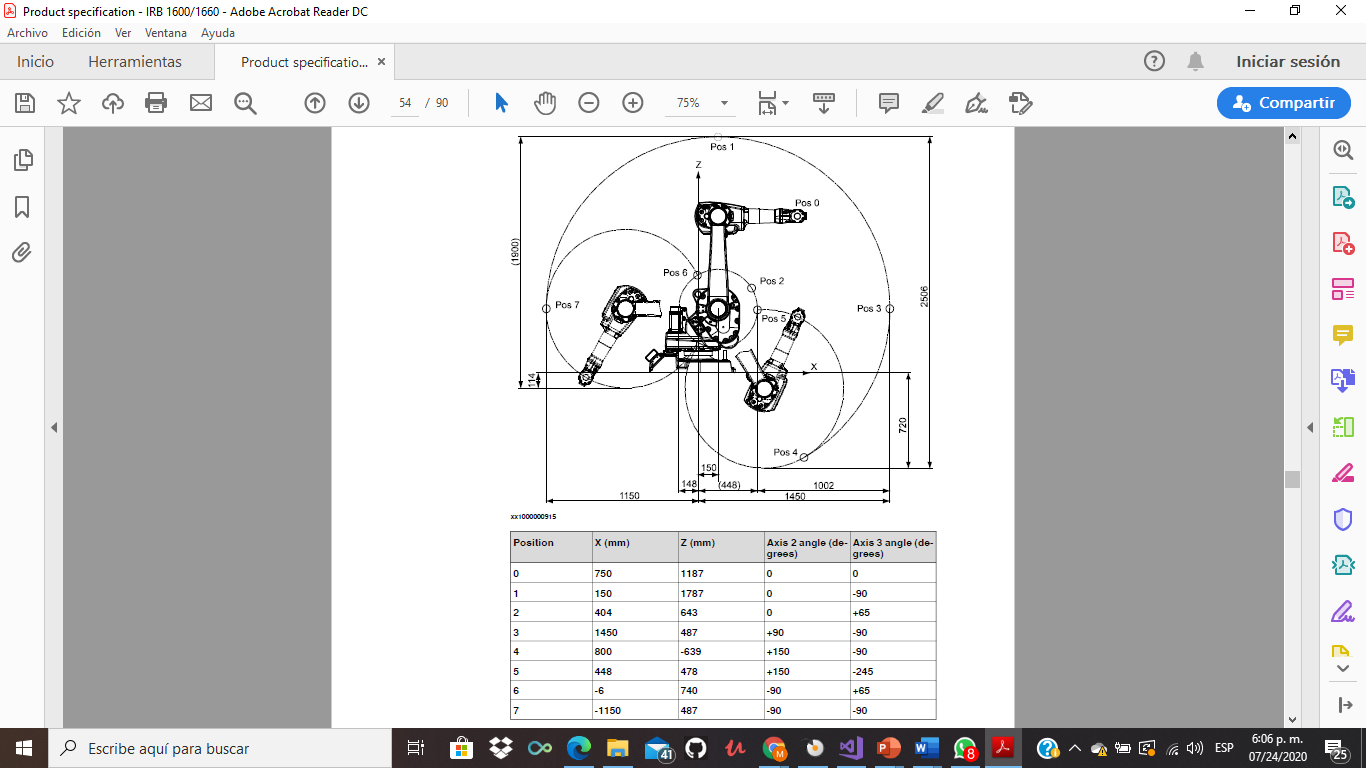 Product specification - IRB 1600/1660 - Adobe Acrobat Reader DC
Archivo Edición Ver Ventana Ayuda
Inicio Herramientas Product specificatio... × Iniciar sesión
54 / 90 75% Compartir
Pos 1
Z
Pos 0
(1900)
Pos 6
Pos 2
2506
Pos 7
Pos 3
Pos 5
X
114
720
Pos 4
150
148 (448) 1002
1150 1450
xx1000000915
Position X (mm) Z (mm) Axis 2 angle (de- Axis 3 angle (de-
grees) grees)
0 750 1187 0 0
1 150 1787 0 -90
2 404 643 0 +65
3 1450 487 +90 -90
4 800 -639 +150 -90
5 448 478 +150 -245
6 -6 740 -90 +65
7 -1150 487 -90 -90
Escribe aquí para buscar 41 8 ESP 6:06 p. m.
07/24/2020 25